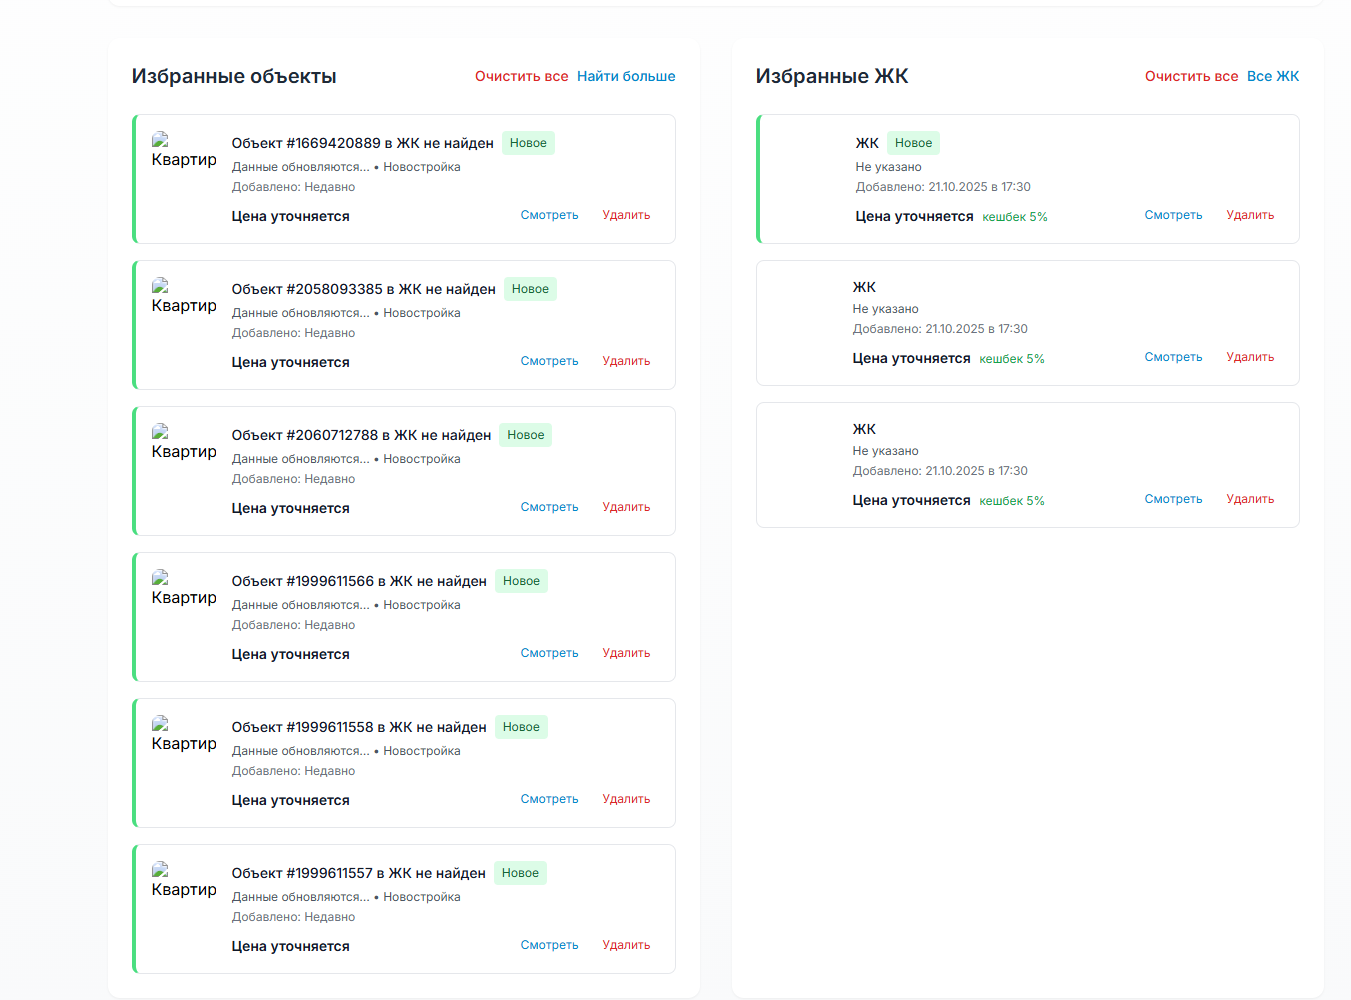 Избранные объекты
Очистить все Найти больше
Квартир
Объект #1669420889 в ЖК не найден Новое
Данные обновляются... • Новостройка
Добавлено: Недавно
Цена уточняется
Смотреть Удалить
Квартир
Объект #2058093385 в ЖК не найден Новое
Данные обновляются... • Новостройка
Добавлено: Недавно
Цена уточняется
Смотреть Удалить
Квартир
Объект #2060712788 в ЖК не найден Новое
Данные обновляются... • Новостройка
Добавлено: Недавно
Цена уточняется
Смотреть Удалить
Квартир
Объект #1999611566 в ЖК не найден Новое
Данные обновляются... • Новостройка
Добавлено: Недавно
Цена уточняется
Смотреть Удалить
Квартир
Объект #1999611558 в ЖК не найден Новое
Данные обновляются... • Новостройка
Добавлено: Недавно
Цена уточняется
Смотреть Удалить
Квартир
Объект #1999611557 в ЖК не найден Новое
Данные обновляются... • Новостройка
Добавлено: Недавно
Цена уточняется
Смотреть Удалить
Избранные ЖК
Очистить все Все ЖК
ЖК Новое
Не указано
Добавлено: 21.10.2025 в 17:30
Цена уточняется кешбек 5%
Смотреть Удалить
ЖК
Не указано
Добавлено: 21.10.2025 в 17:30
Цена уточняется кешбек 5%
Смотреть Удалить
ЖК
Не указано
Добавлено: 21.10.2025 в 17:30
Цена уточняется кешбек 5%
Смотреть Удалить